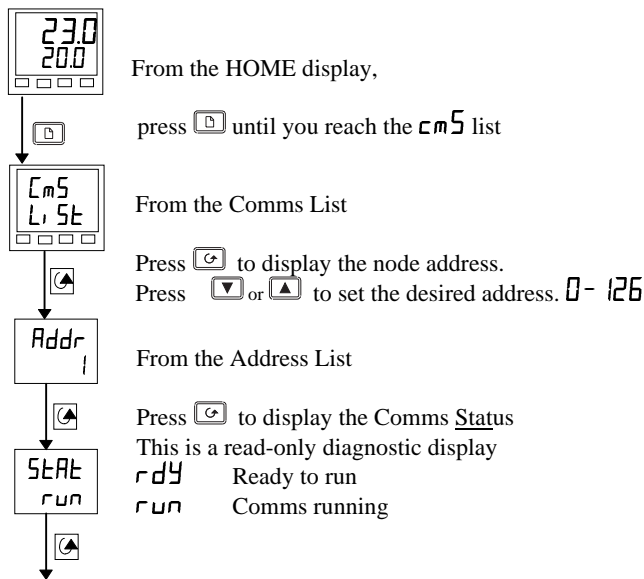 23.0
20.0
From the HOME display,
press until you reach the cmS list
CmS
LiSt
From the Comms List
Press to display the node address.
Press or to set the desired address. 0- 126
Addr
1
From the Address List
Press to display the Comms Status
This is a read-only diagnostic display
StAt
run
rdY Ready to run
run Comms running